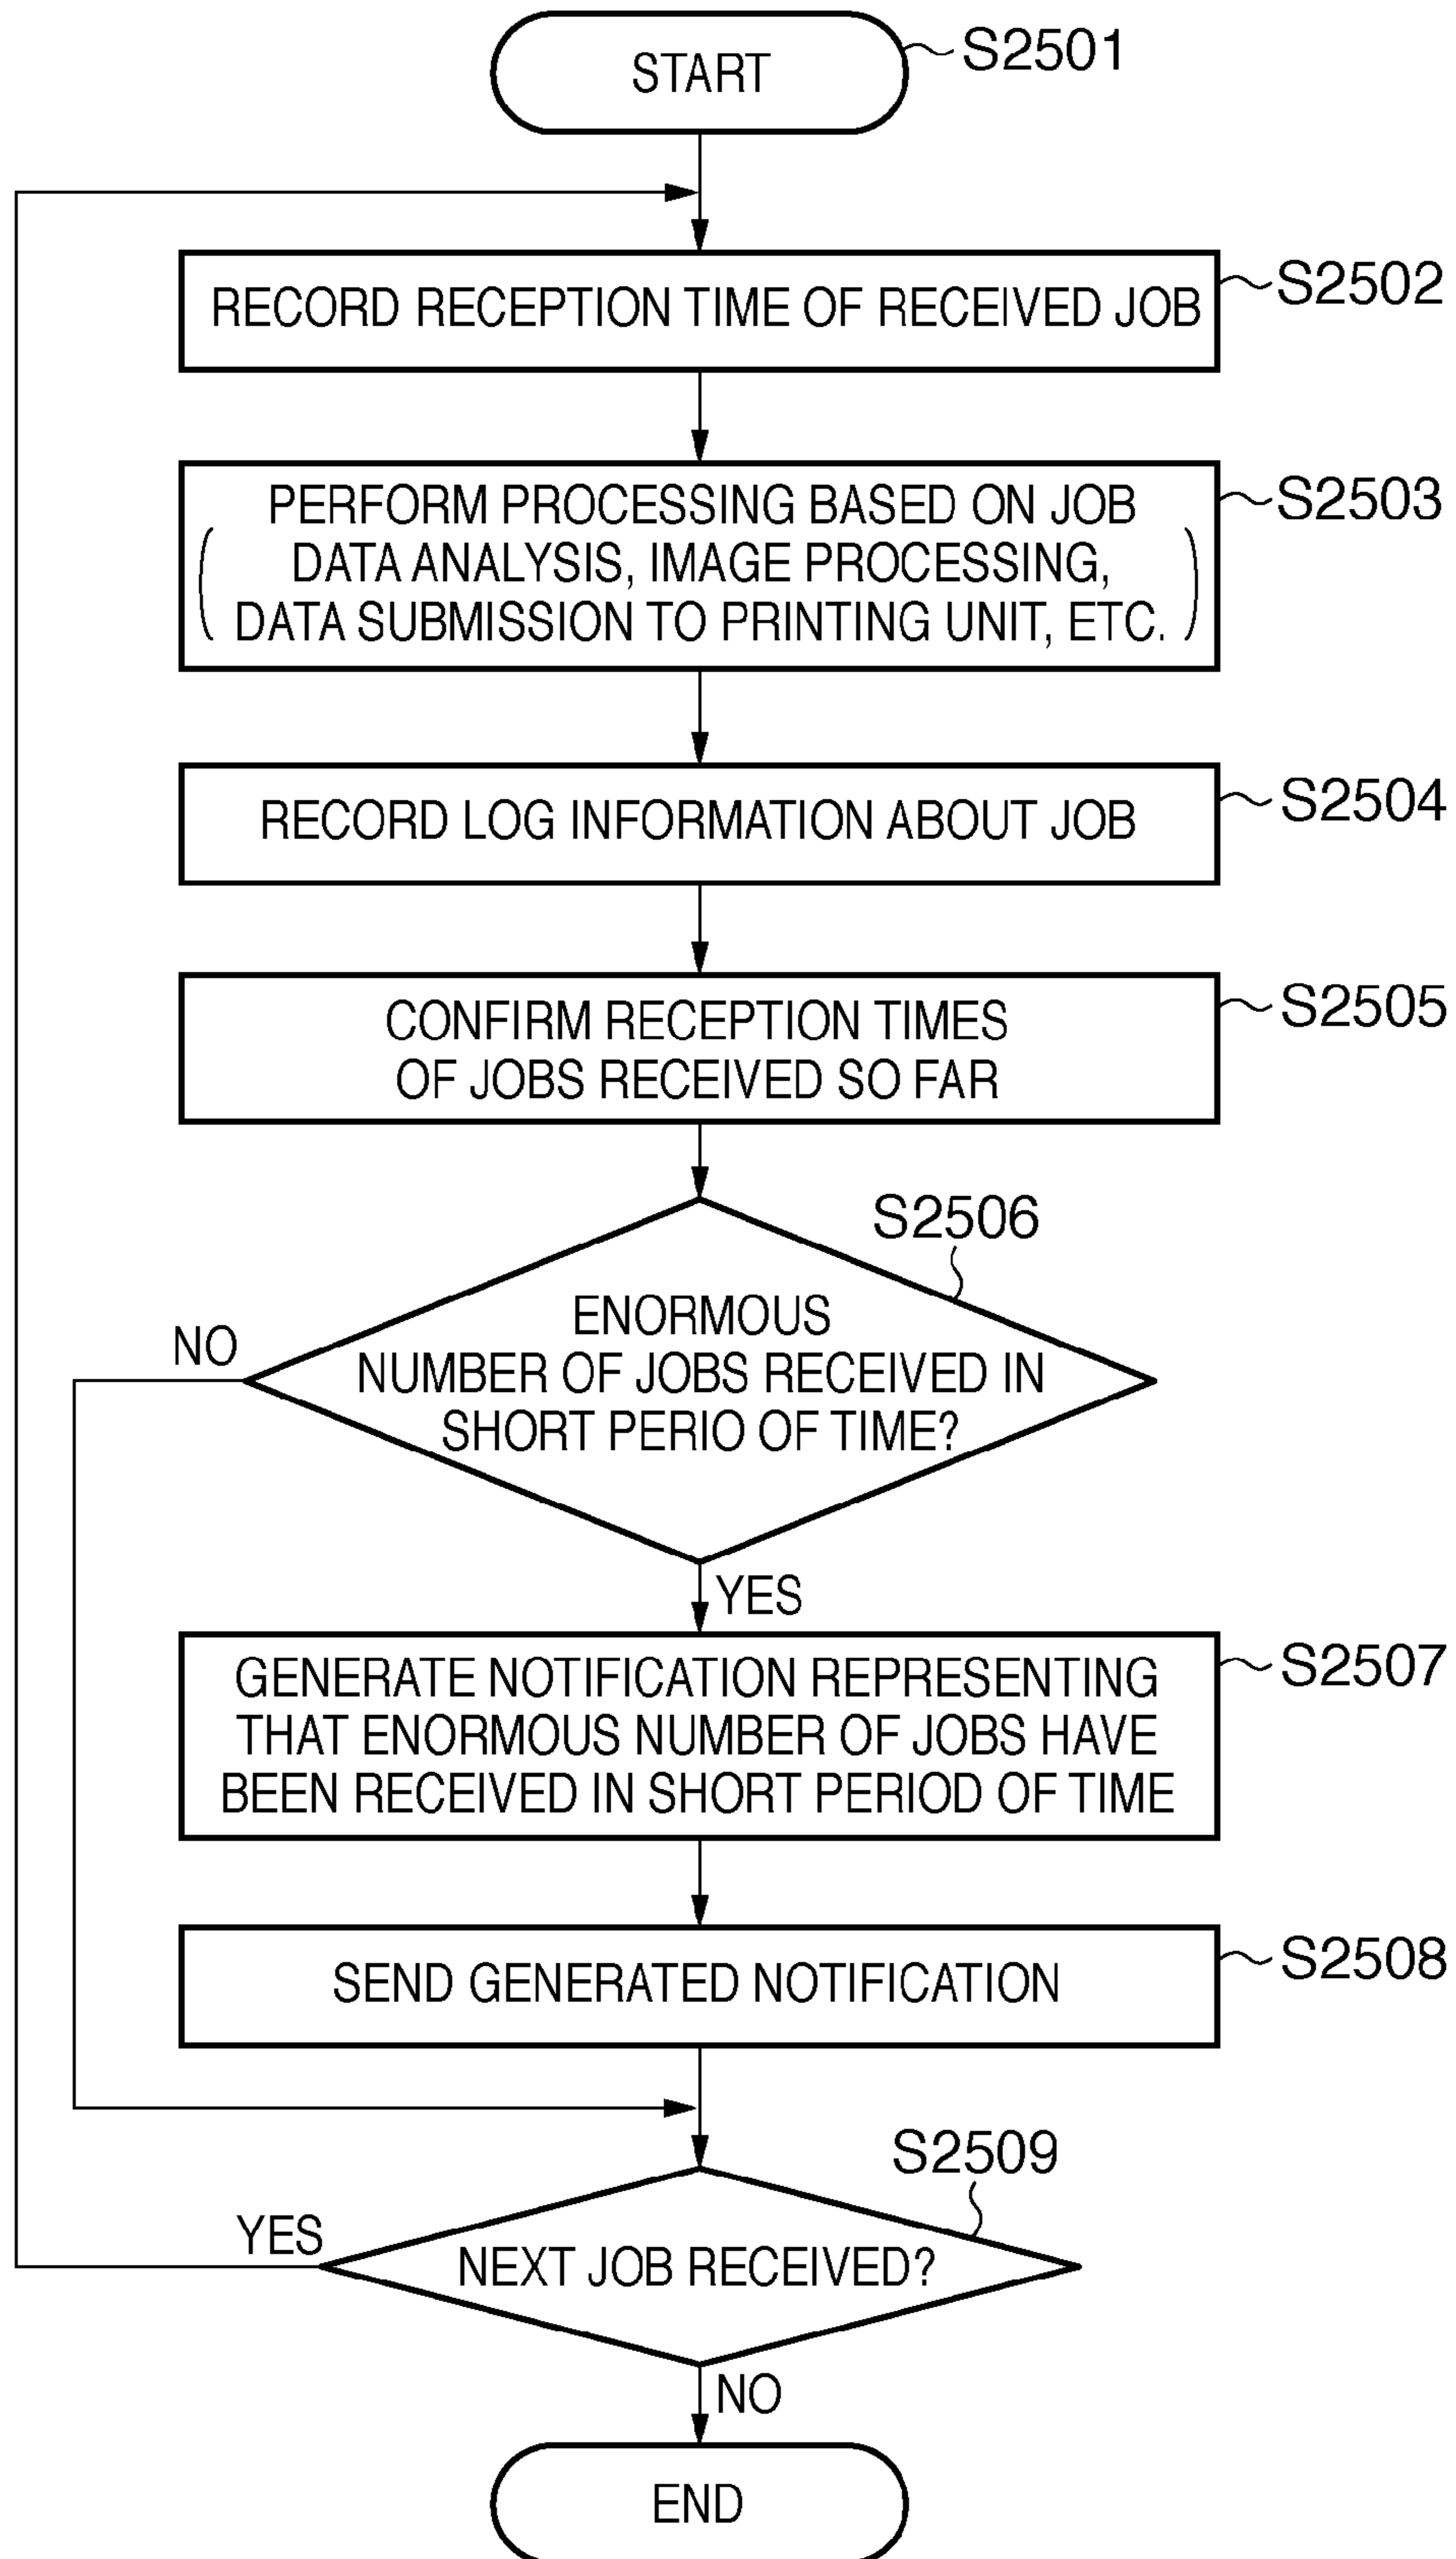 START
S2501
RECORD RECEPTION TIME OF RECEIVED JOB
S2502
PERFORM PROCESSING BASED ON JOB
(DATA ANALYSIS, IMAGE PROCESSING,
DATA SUBMISSION TO PRINTING UNIT, ETC.)
S2503
RECORD LOG INFORMATION ABOUT JOB
S2504
CONFIRM RECEPTION TIMES
OF JOBS RECEIVED SO FAR
S2505
S2506
ENORMOUS
NUMBER OF JOBS RECEIVED IN
SHORT PERIO OF TIME?
NO
YES
GENERATE NOTIFICATION REPRESENTING
THAT ENORMOUS NUMBER OF JOBS HAVE
BEEN RECEIVED IN SHORT PERIOD OF TIME
S2507
SEND GENERATED NOTIFICATION
S2508
S2509
YES
NEXT JOB RECEIVED?
NO
END